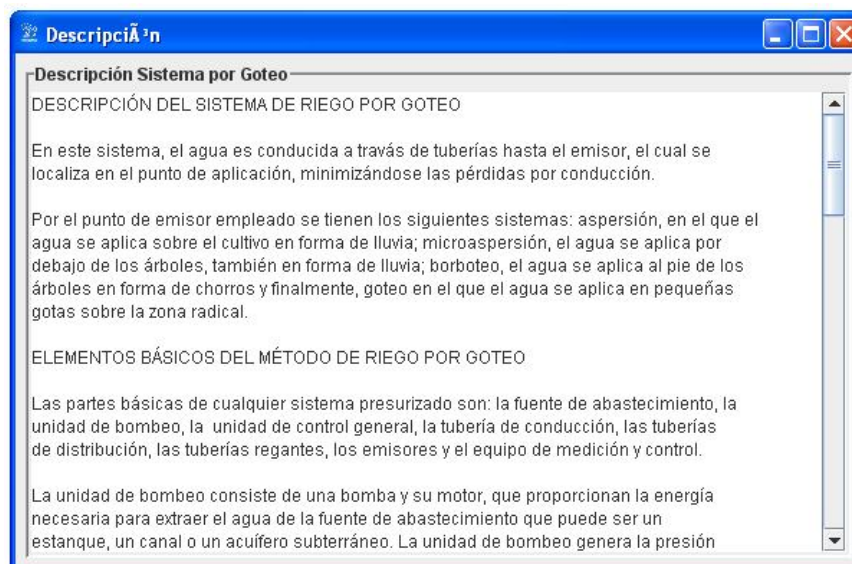 DescripciÃ³n
Descripción Sistema por Goteo
DESCRIPCIÓN DEL SISTEMA DE RIEGO POR GOTEO
En este sistema, el agua es conducida a través de tuberías hasta el emisor, el cual se
localiza en el punto de aplicación, minimizándose las pérdidas por conducción.
Por el punto de emisor empleado se tienen los siguientes sistemas: aspersión, en el que el
agua se aplica sobre el cultivo en forma de lluvia; microaspersión, el agua se aplica por
debajo de los árboles, también en forma de lluvia; borboteo, el agua se aplica al pie de los
árboles en forma de chorros y finalmente, goteo en el que el agua se aplica en pequeñas
gotas sobre la zona radical.
ELEMENTOS BÁSICOS DEL MÉTODO DE RIEGO POR GOTEO
Las partes básicas de cualquier sistema presurizado son: la fuente de abastecimiento, la
unidad de bombeo, la  unidad de control general, la tubería de conducción, las tuberías
de distribución, las tuberías regantes, los emisores y el equipo de medición y control.
La unidad de bombeo consiste de una bomba y su motor, que proporcionan la energía
necesaria para extraer el agua de la fuente de abastecimiento que puede ser un
estanque, un canal o un acuífero subterráneo. La unidad de bombeo genera la presión